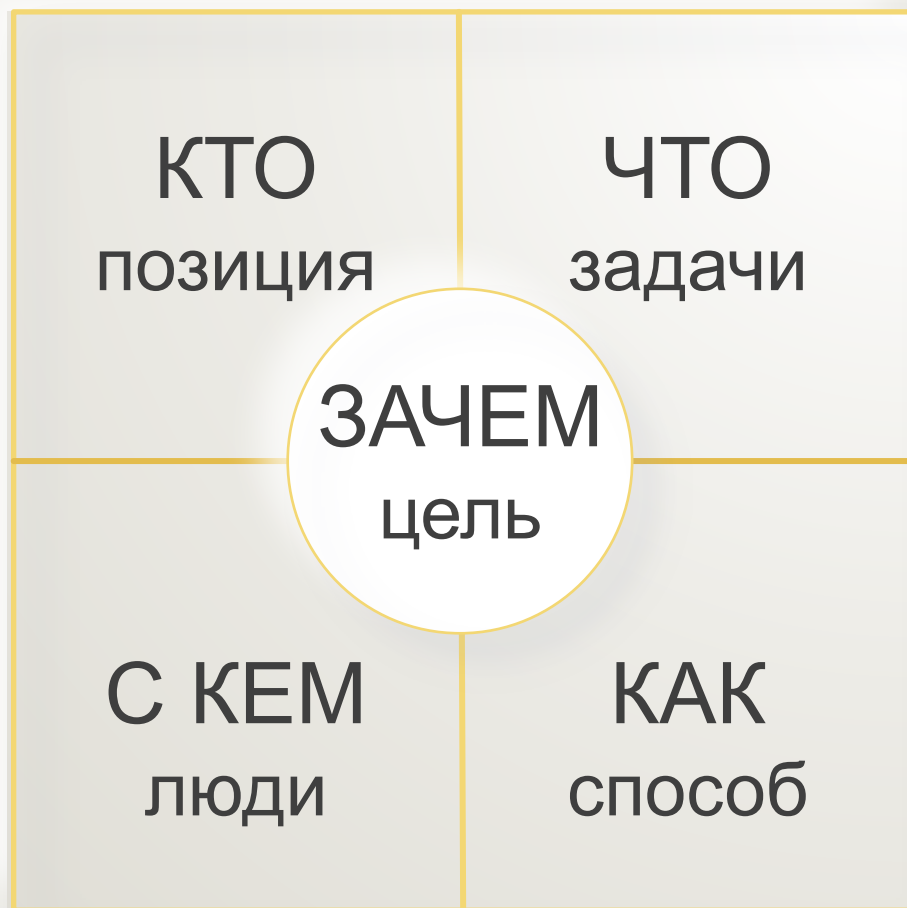 КТО
позиция
ЧТО
задачи
ЗАЧЕМ
цель
С КЕМ
люди
КАК
способ